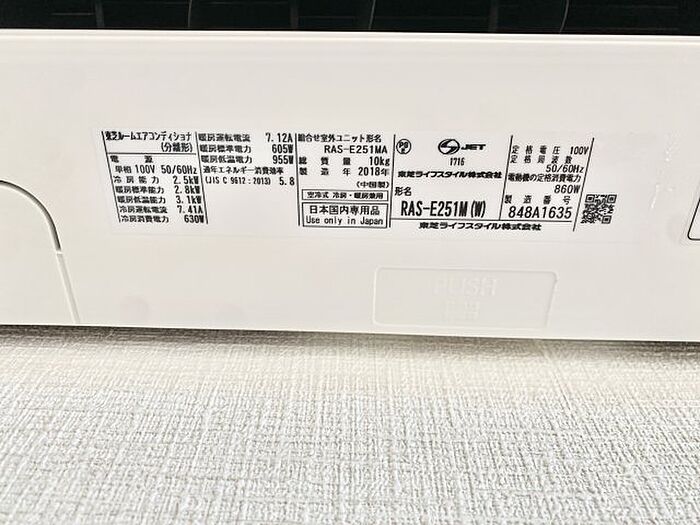 東芝ルームエアコンディショナ
(分離形)
電源
単相 100V 50/60Hz
冷房能力 2.5kW
暖房標準能力 2.8kW
暖房低温能力 3.1kW
冷房運転電流 7.41A
冷房消費電力 630W
暖房運転電流 7.12A
暖房標準電力 605W
暖房低温電力 955W
通年エネルギー消費効率
(JIS C 9612:2013) 5.8
組合せ室外ユニット形名
RAS-E251MA
総質量 10kg
製造年 2018年
(中国製)
空冷式 冷房・暖房兼用
日本国内専用品
Use only in Japan
PS E
JET
1716
東芝ライフスタイル株式会社
形名
RAS-E251M(W)
東芝ライフスタイル株式会社
定格電圧 100V
定格周波数
50/60Hz
電動機の定格消費電力
860W
製造番号
848A1635
PUSH